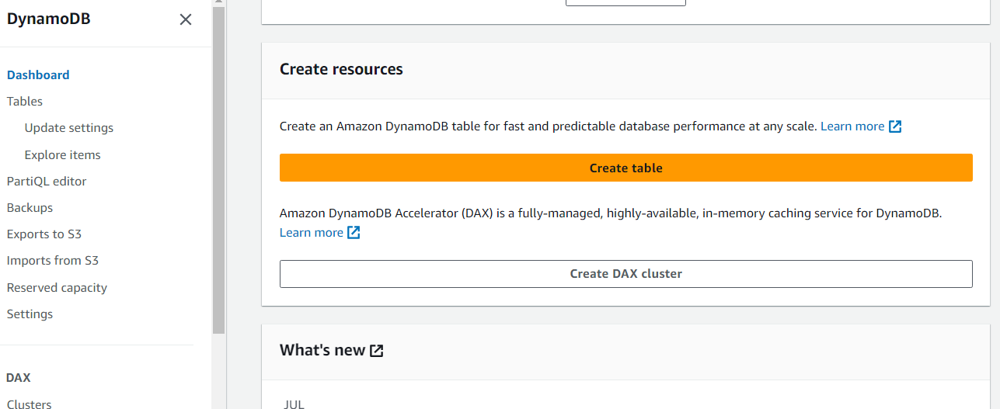 DynamoDB
Dashboard
Tables
Update settings
Explore items
PartiQL editor
Backups
Exports to S3
Imports from S3
Reserved capacity
Settings
DAX
Clusters
Create resources
Create an Amazon DynamoDB table for fast and predictable database performance at any scale. Learn more
Create table
Amazon DynamoDB Accelerator (DAX) is a fully-managed, highly-available, in-memory caching service for DynamoDB.
Learn more
Create DAX cluster
What's new
JUL